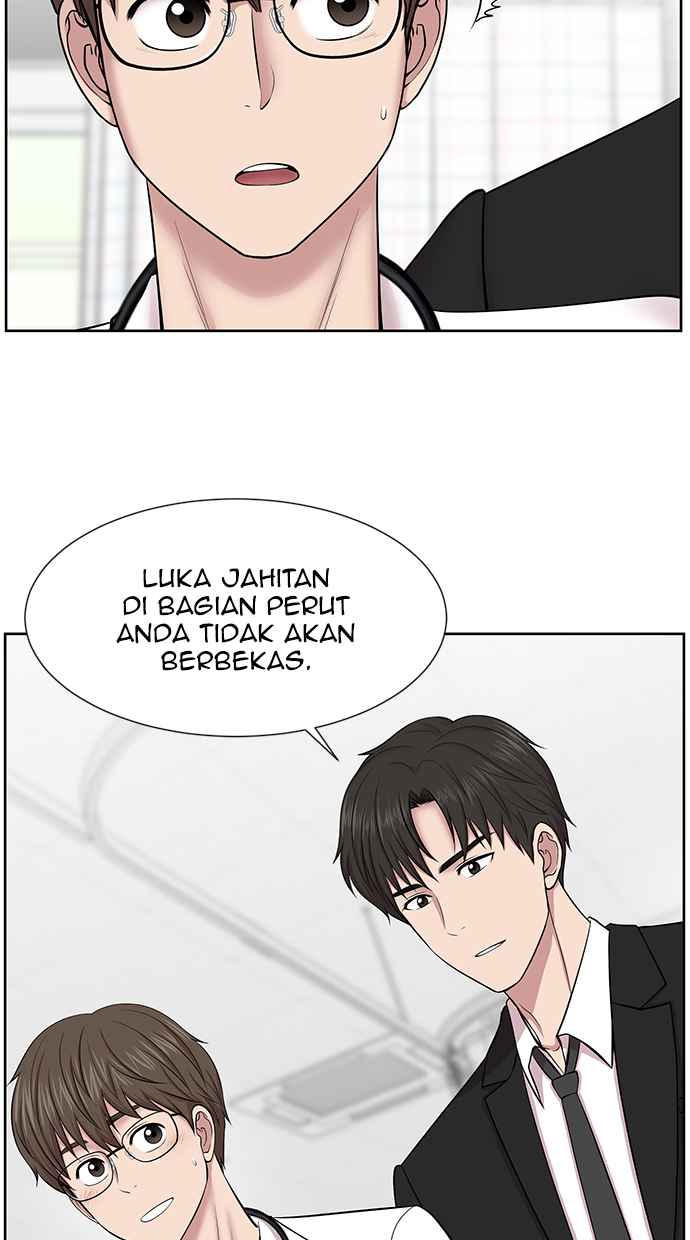 LUKA JAHITAN
DI BAGIAN PERUT
ANDA TIDAK AKAN
BERBEKAS.